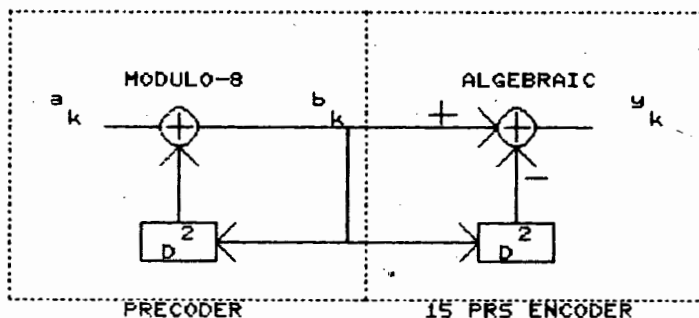 MODULO-8
ALGEBRAIC
a k
b k
+
y k
+
+
−
D 2
D 2
PRECODER
15 PRS ENCODER